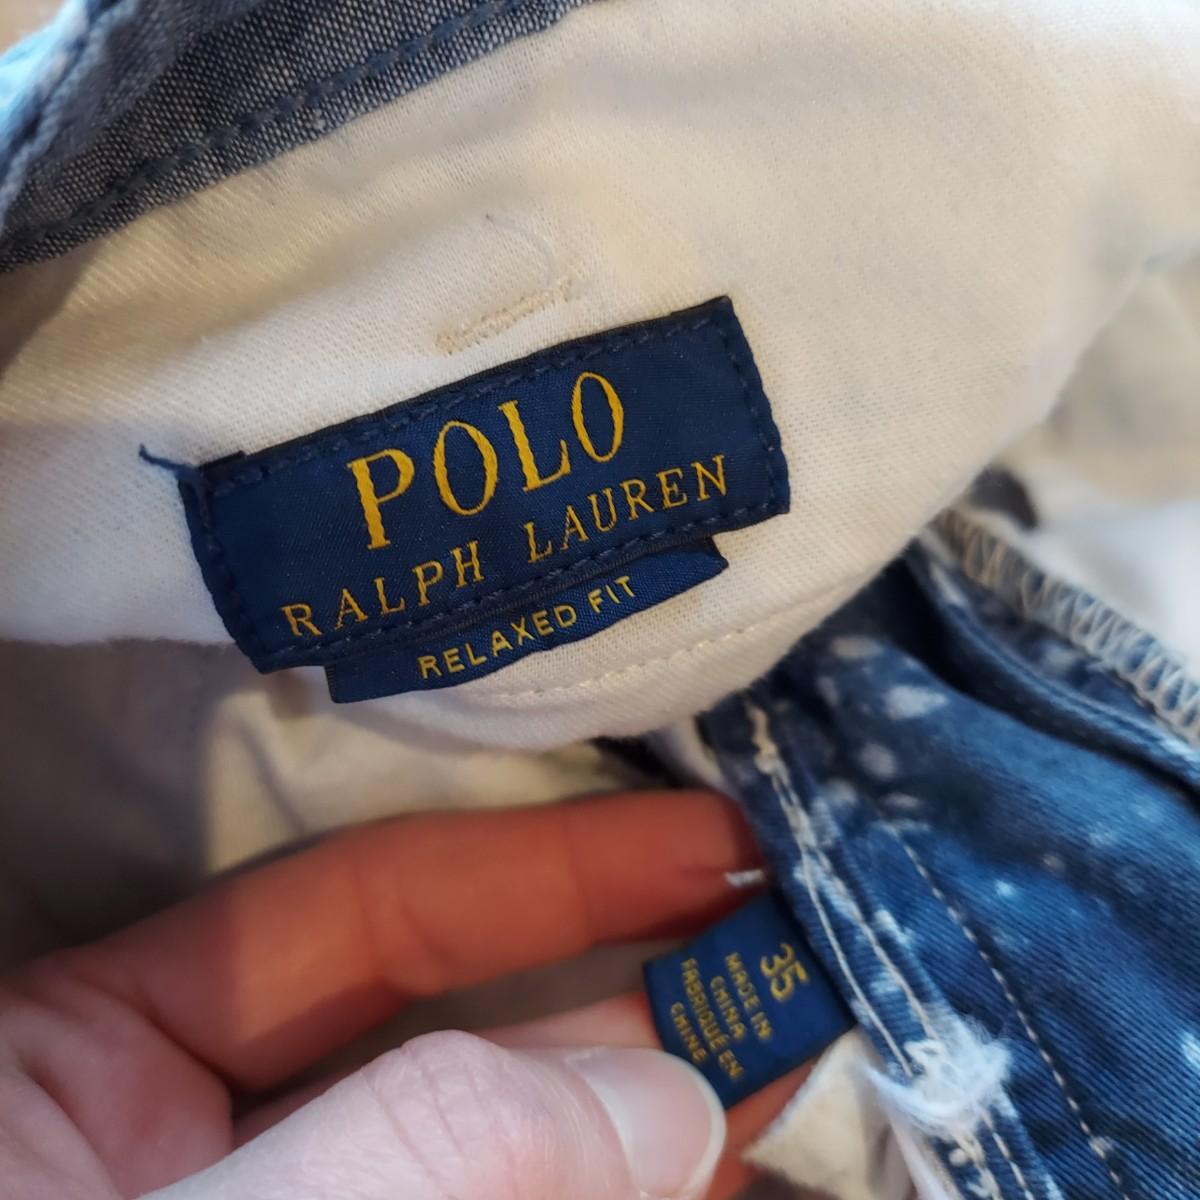 POLO
RALPH LAUREN
RELAXED FIT
35
MADE IN
CHINA
FABRIQUÉ EN
CHINE